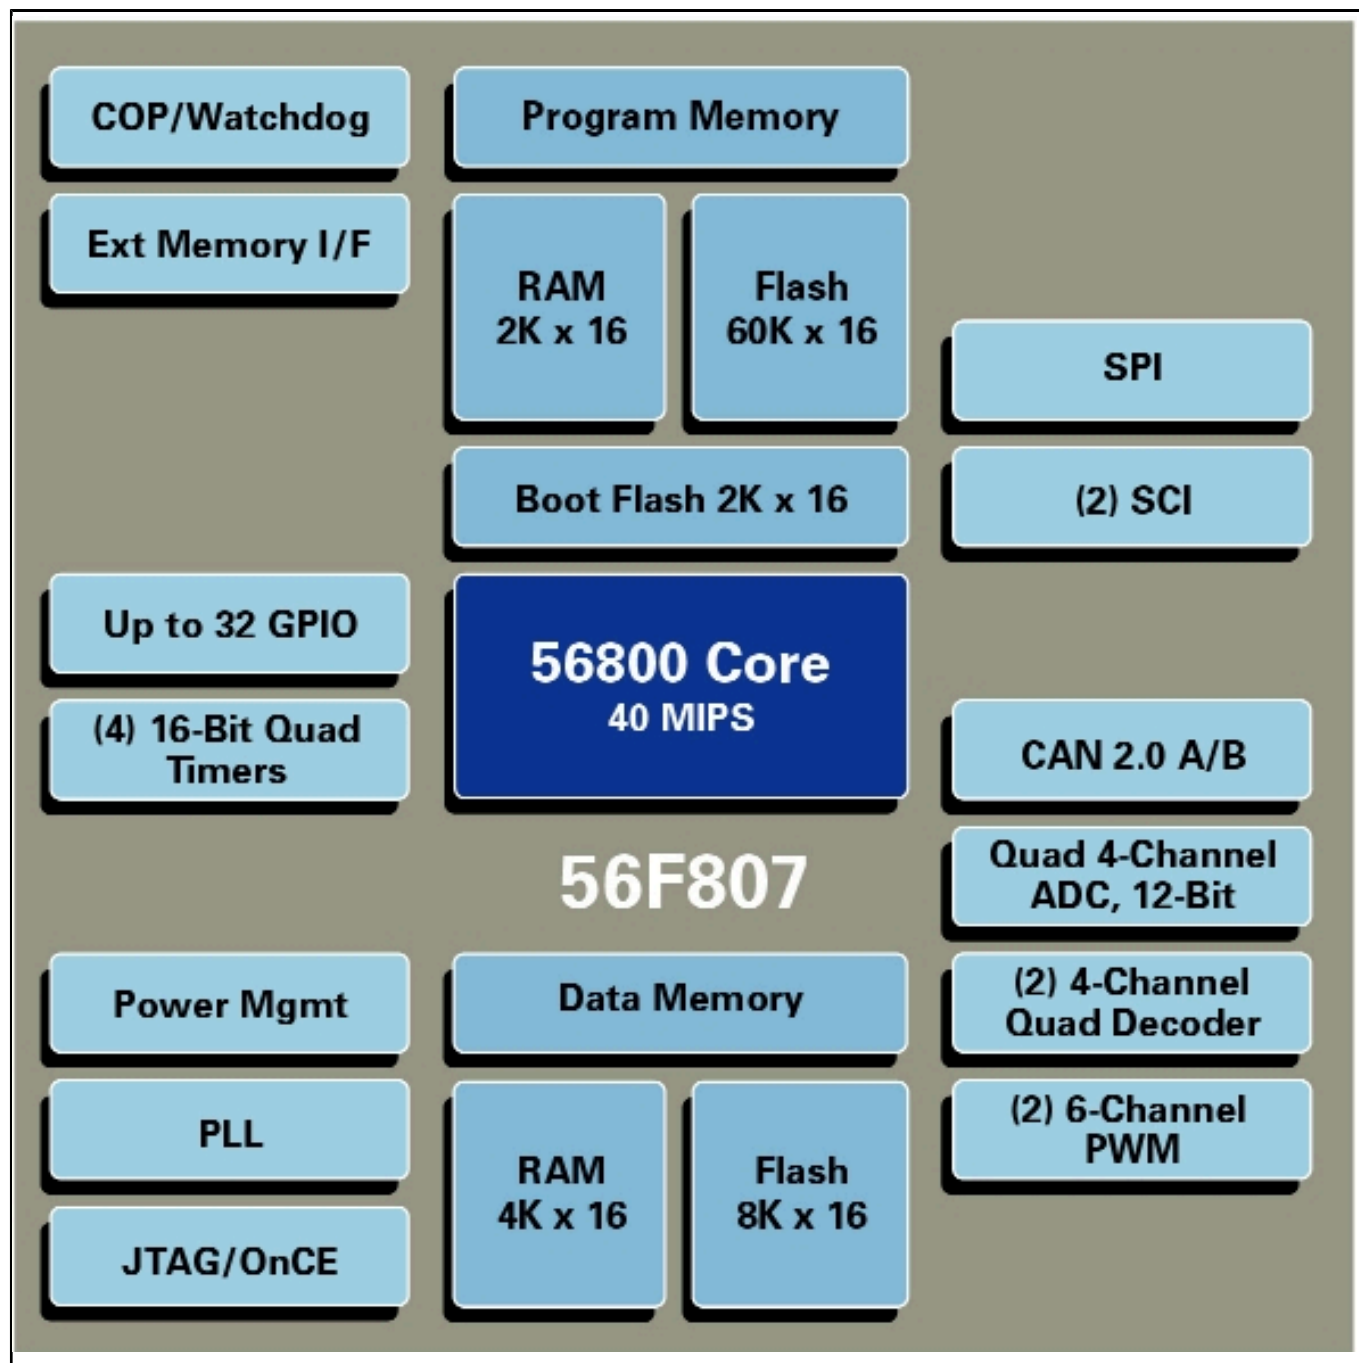 COP/Watchdog
Program Memory
Ext Memory I/F
RAM
2K x 16
Flash
60K x 16
SPI
Boot Flash 2K x 16
(2) SCI
Up to 32 GPIO
56800 Core
40 MIPS
(4) 16-Bit Quad
Timers
CAN 2.0 A/B
56F807
Quad 4-Channel
ADC, 12-Bit
Power Mgmt
Data Memory
(2) 4-Channel
Quad Decoder
PLL
RAM
4K x 16
Flash
8K x 16
(2) 6-Channel
PWM
JTAG/OnCE